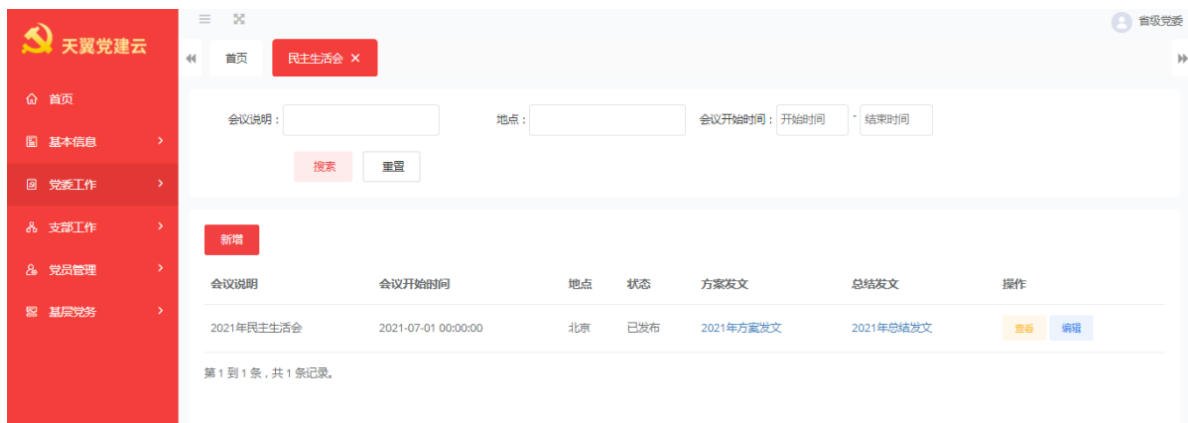 天翼党建云
省级党委
首页
民主生活会 ×
首页
基本信息
党委工作
支部工作
党员管理
基层党务
会议说明：
地点：
会议开始时间： 开始时间 - 结束时间
搜索 重置
新增
会议说明 会议开始时间 地点 状态 方案发文 总结发文 操作
2021年民主生活会 2021-07-01 00:00:00 北京 已发布 2021年方案发文 2021年总结发文 查看 编辑
第 1 到 1 条，共 1 条记录。